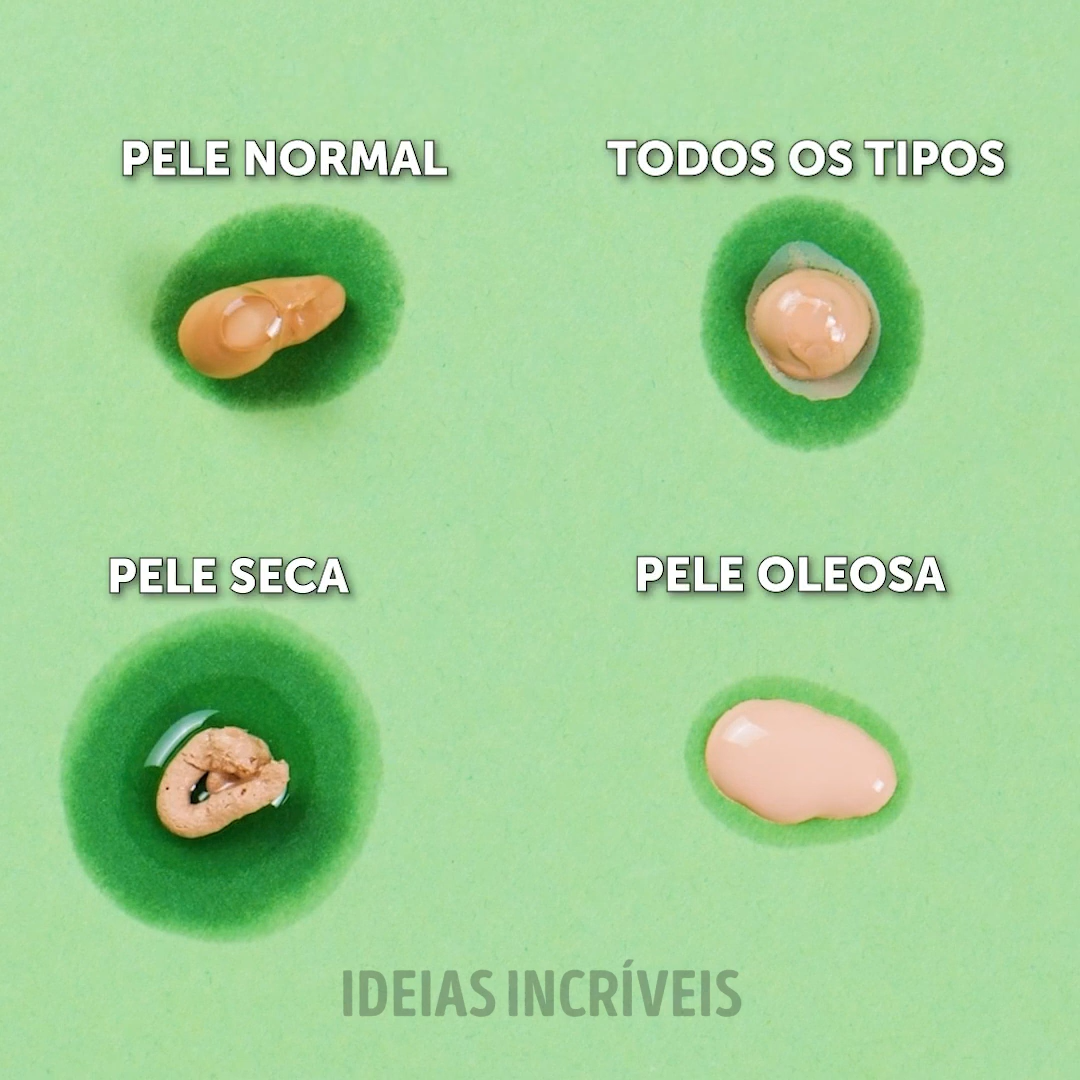 PELE NORMAL
TODOS OS TIPOS
PELE SECA
PELE OLEOSA
IDEIAS INCRÍVEIS